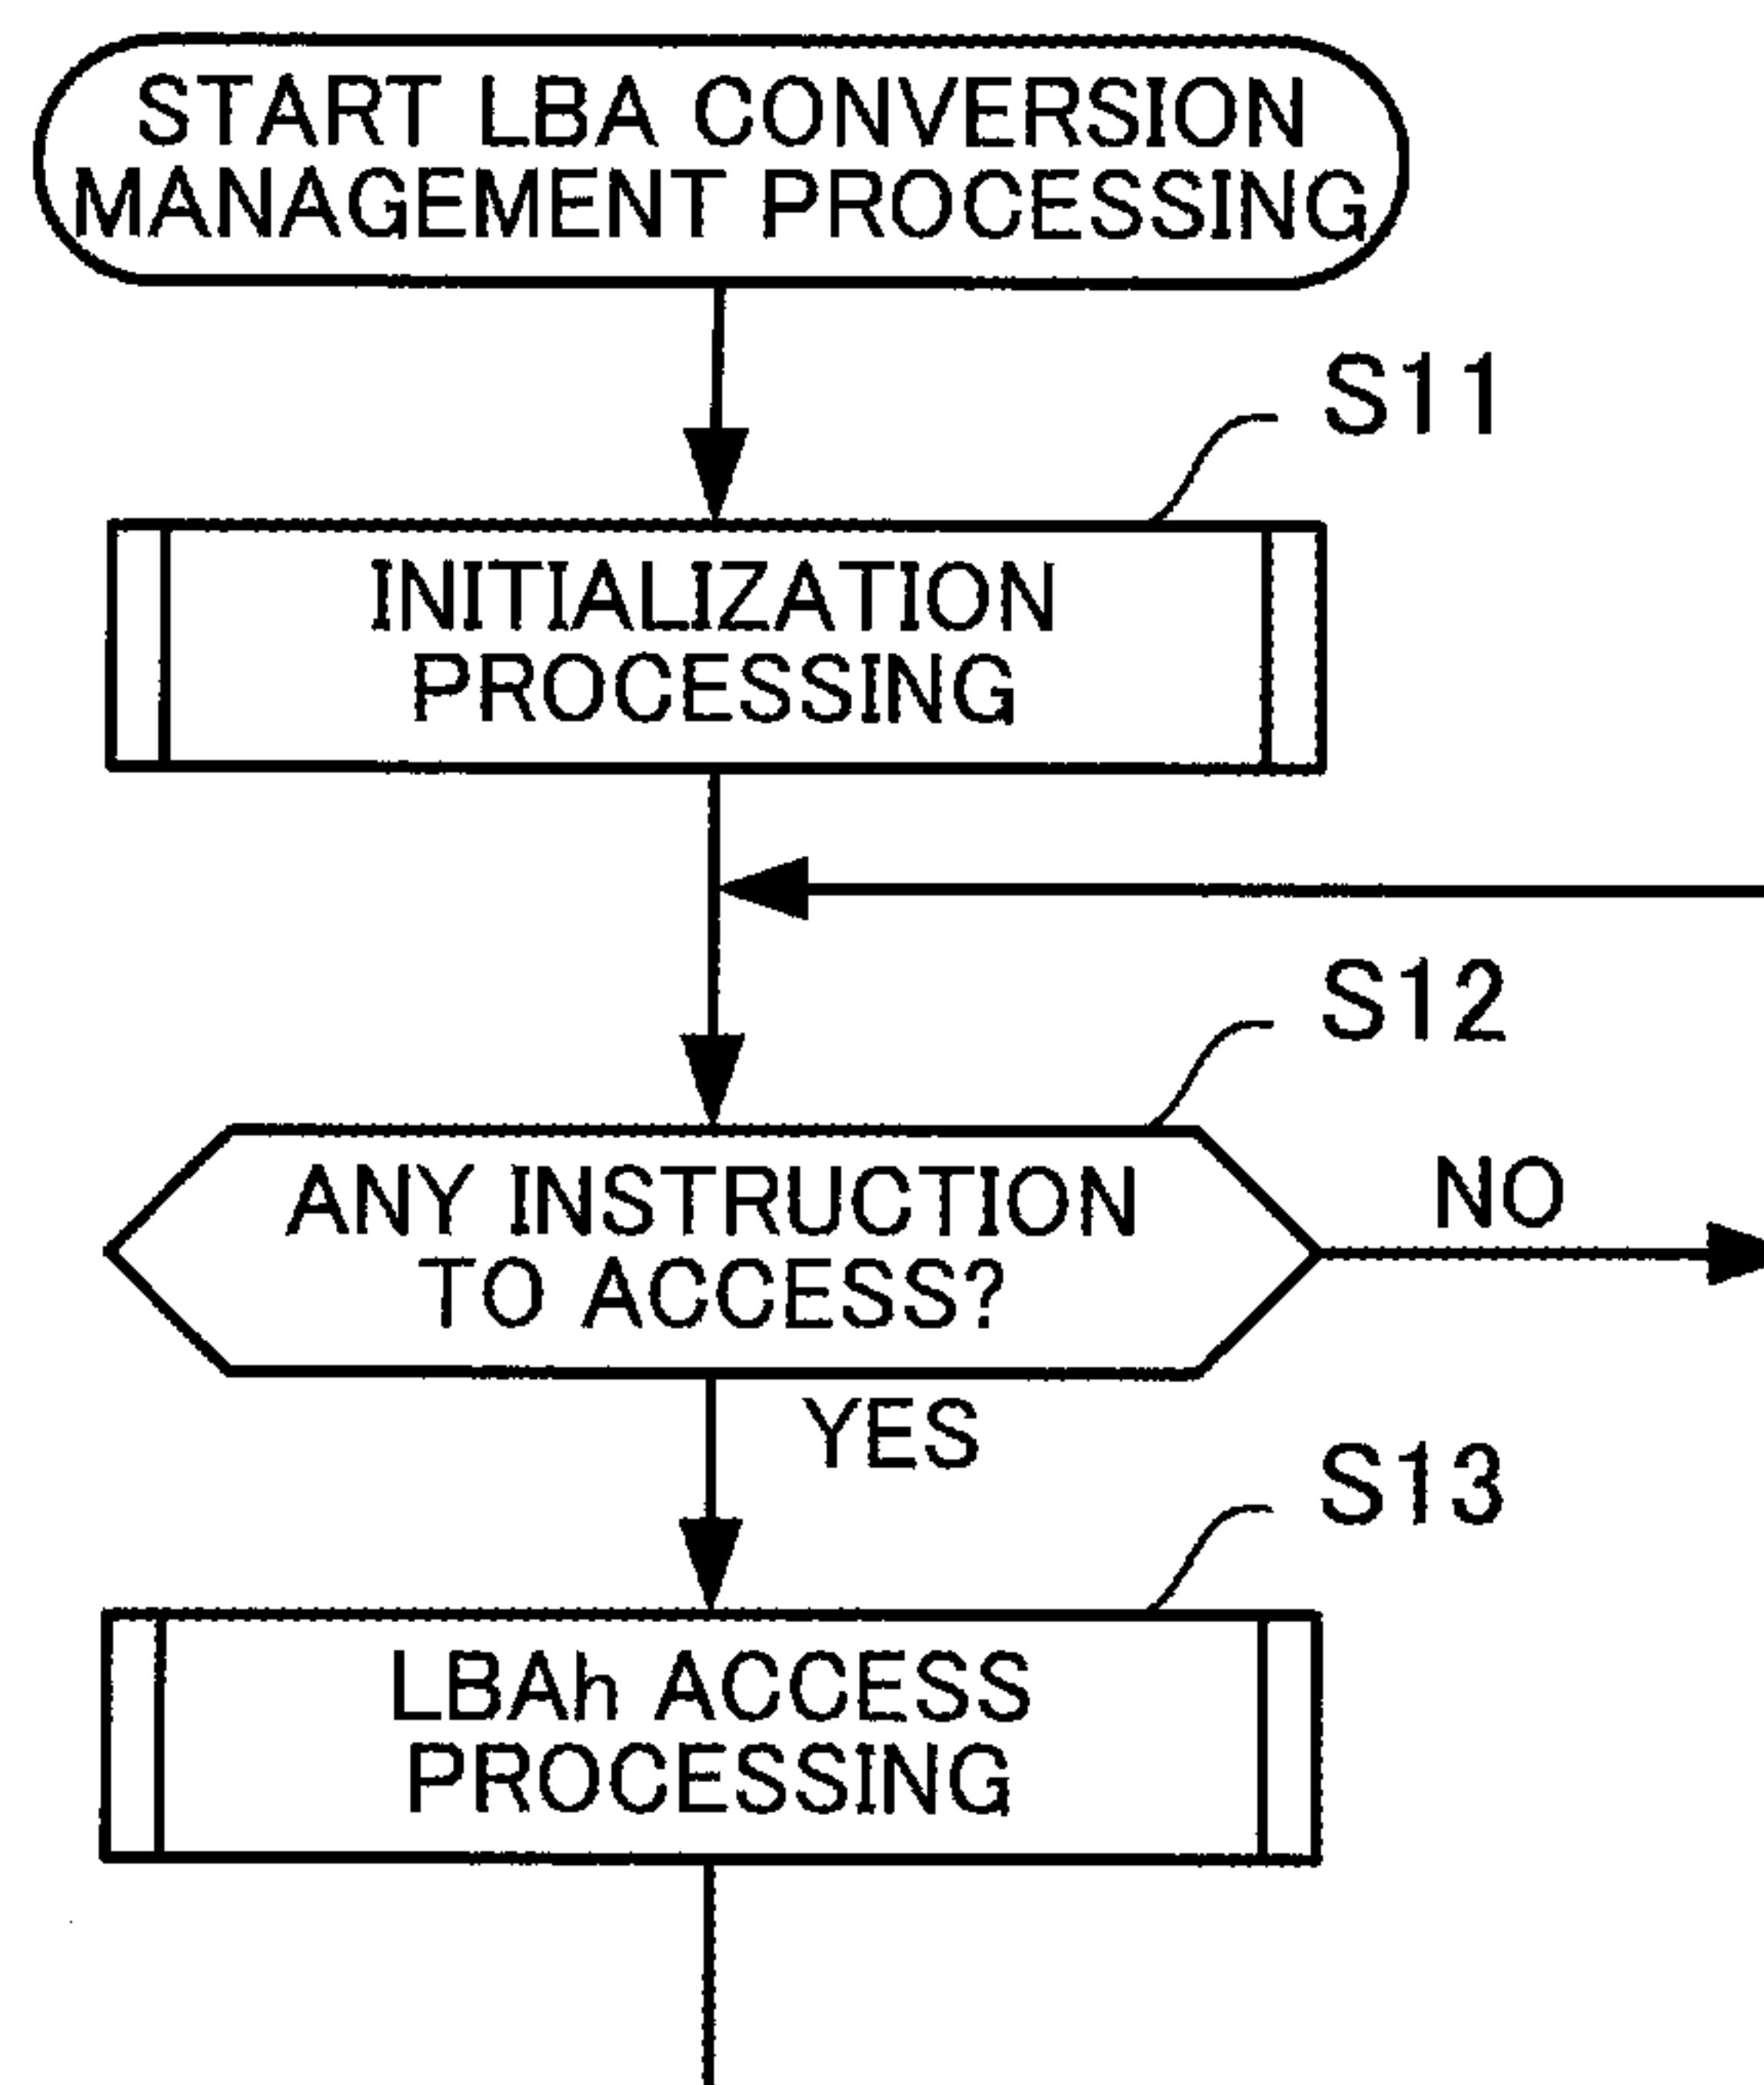 START LBA CONVERSION
MANAGEMENT PROCESSING
S11
INITIALIZATION
PROCESSING
S12
ANY INSTRUCTION
TO ACCESS?
NO
YES
S13
LBAh ACCESS
PROCESSING